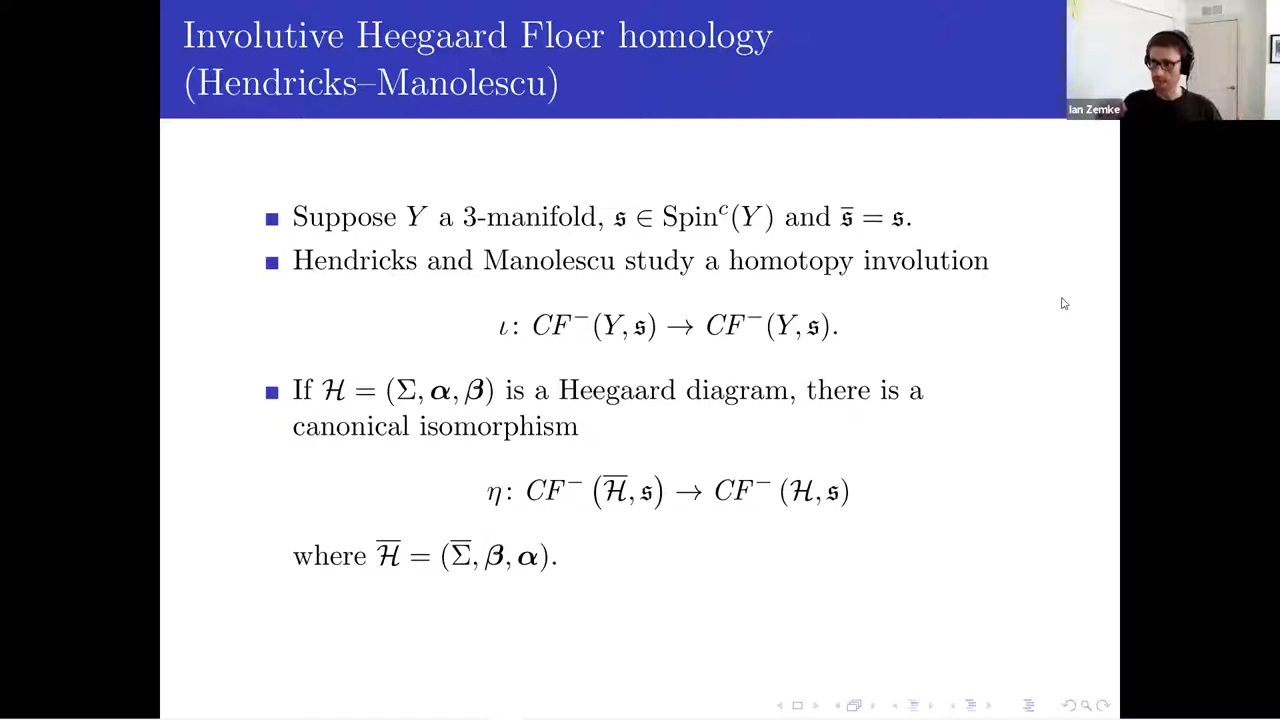 Involutive Heegaard Floer homology
(Hendricks–Manolescu)
Ian Zemke
Suppose Y a 3-manifold, 𝔰 ∈ Spinᶜ(Y) and 𝔰̅ = 𝔰.
Hendricks and Manolescu study a homotopy involution
ι: CF⁻(Y, 𝔰) → CF⁻(Y, 𝔰).
If ℋ = (Σ, 𝜶, 𝜷) is a Heegaard diagram, there is a
canonical isomorphism
η: CF⁻(ℋ̅, 𝔰) → CF⁻(ℋ, 𝔰)
where ℋ̅ = (Σ̅, 𝜷, 𝜶).